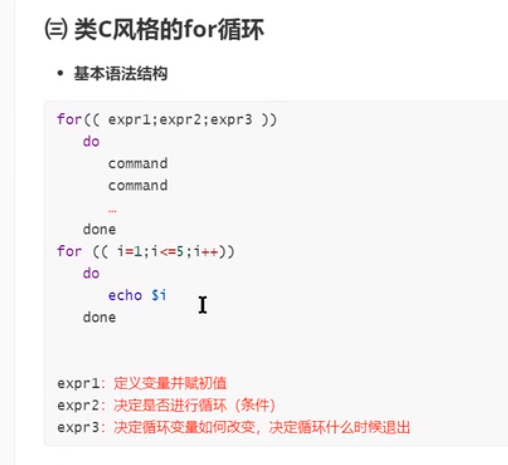 ㈢ 类C风格的for循环
• 基本语法结构
for(( expr1;expr2;expr3 ))
do
command
command
…
done
for (( i=1;i<=5;i++))
do
echo $i
done
expr1：定义变量并赋初值
expr2：决定是否进行循环（条件）
expr3：决定循环变量如何改变，决定循环什么时候退出